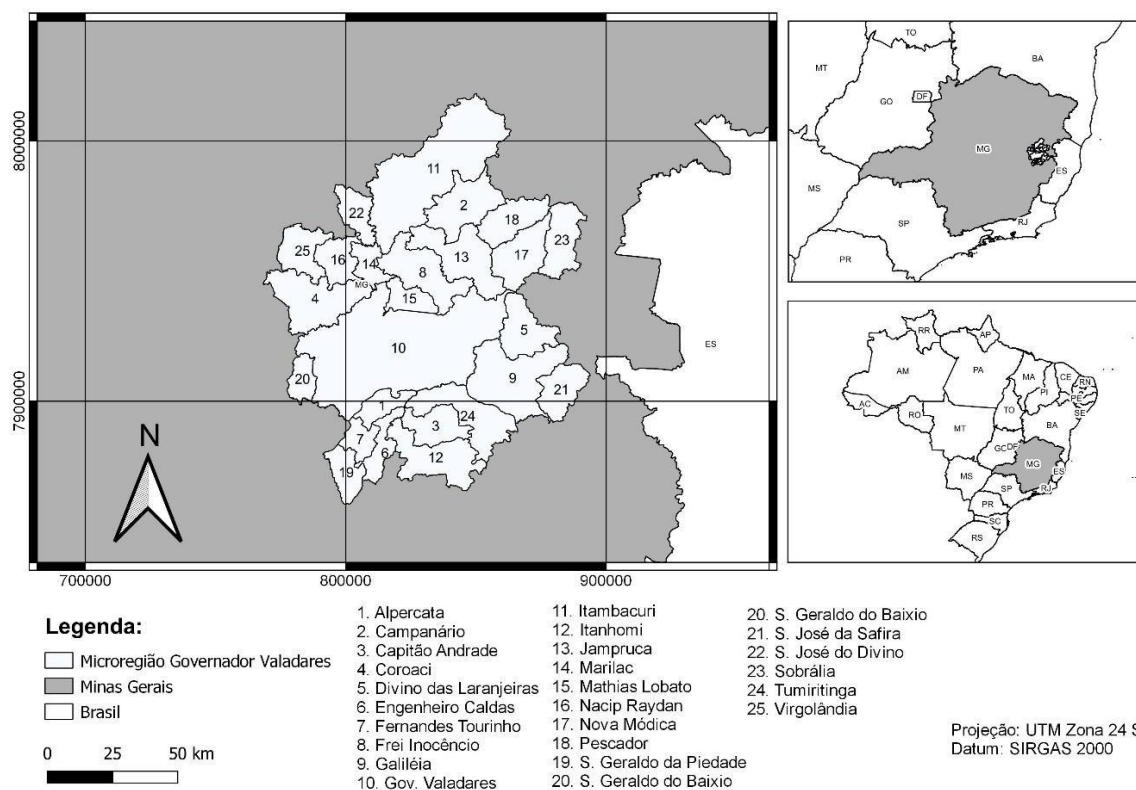 8000000
7900000
700000
800000
900000
11
2
22
18
23
25
16
14
13
17
8
MG
4
15
5
10
ES
9
20
21
1
24
3
7
6
12
19
N
TO
BA
MT
DF
GO
MG
ES
MS
SP
RJ
PR
RR
AP
AM
PA
MA
CE
RN
PI
PE
AC
TO
SE
RO
BA
MT
GO
DF
MG
ES
MS
SP
RJ
PR
SC
RS
Legenda:
Microregião Governador Valadares
Minas Gerais
Brasil
0 25 50 km
1. Alpercata
2. Campanário
3. Capitão Andrade
4. Coroaci
5. Divino das Laranjeiras
6. Engenheiro Caldas
7. Fernandes Tourinho
8. Frei Inocêncio
9. Galiléia
10. Gov. Valadares
11. Itambacuri
12. Itanhomi
13. Jampruca
14. Marilac
15. Mathias Lobato
16. Nacip Raydan
17. Nova Módica
18. Pescador
19. S. Geraldo da Piedade
20. S. Geraldo do Baixio
20. S. Geraldo do Baixio
21. S. José da Safira
22. S. José do Divino
23. Sobrália
24. Tumiritinga
25. Virgolândia
Projeção: UTM Zona 24 S
Datum: SIRGAS 2000